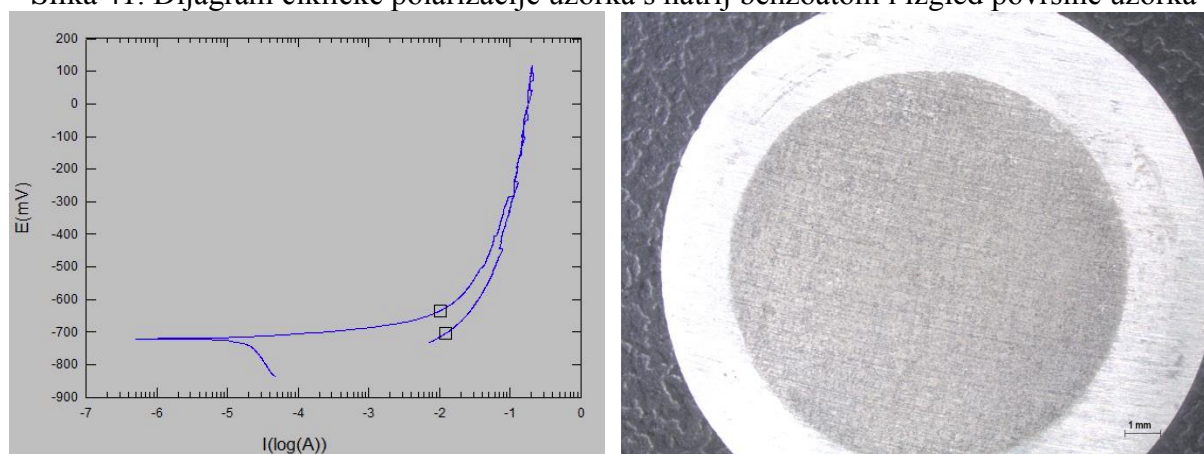 Slika 41. Dijagram cikličke polarizacije uzorka s natrij benzoatom i izgled površine uzorka
200
100
0
-100
-200
-300
-400
-500
-600
-700
-800
-900
E(mV)
-7 -6 -5 -4 -3 -2 -1 0
I(log(A))
1 mm